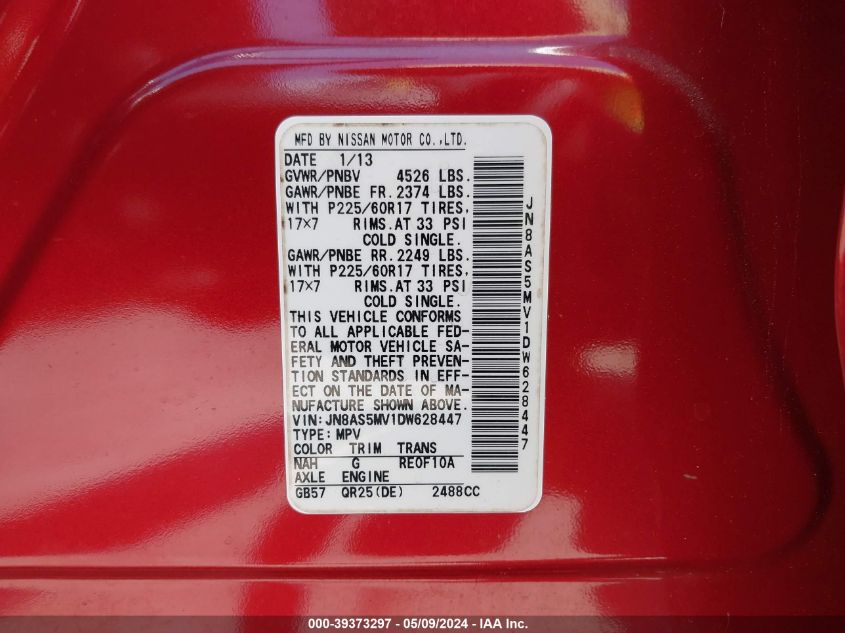 MFD BY NISSAN MOTOR CO.,LTD.
DATE 1/13
GVWR/PNBV 4526 LBS.
GAWR/PNBE FR. 2374 LBS.
WITH P225/60R17 TIRES,
17×7 RIMS.AT 33 PSI
COLD SINGLE.
GAWR/PNBE RR. 2249 LBS.
WITH P225/60R17 TIRES,
17×7 RIMS.AT 33 PSI
COLD SINGLE.
THIS VEHICLE CONFORMS
TO ALL APPLICABLE FED-
ERAL MOTOR VEHICLE SA-
FETY AND THEFT PREVEN-
TION STANDARDS IN EFF-
ECT ON THE DATE OF MA-
NUFACTURE SHOWN ABOVE.
VIN: JN8AS5MV1DW628447
TYPE: MPV
COLOR TRIM TRANS
NAH G RE0F10A
AXLE ENGINE
GB57 QR25(DE) 2488CC
JN8AS5MV1DW628447
000-39373297 - 05/09/2024 - IAA Inc.